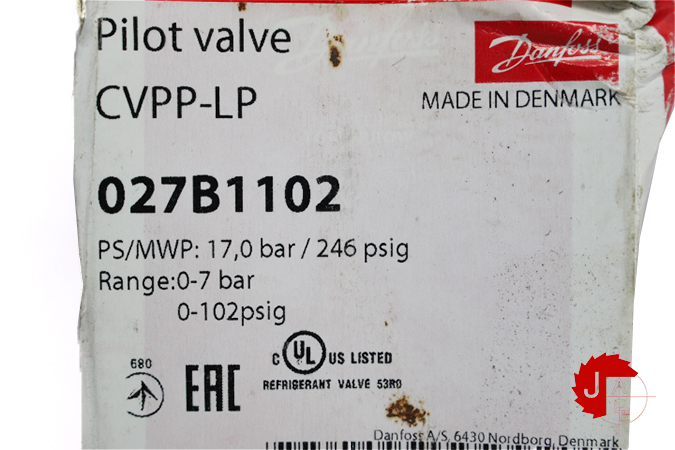 Pilot valve
Danfoss
CVPP-LP
MADE IN DENMARK
027B1102
PS/MWP: 17,0 bar / 246 psig
Range:0-7 bar
0-102psig
680
EAC
C UL US LISTED
REFRIGERANT VALVE 53R0
J
Danfoss A/S, 6430 Nordborg, Denmark